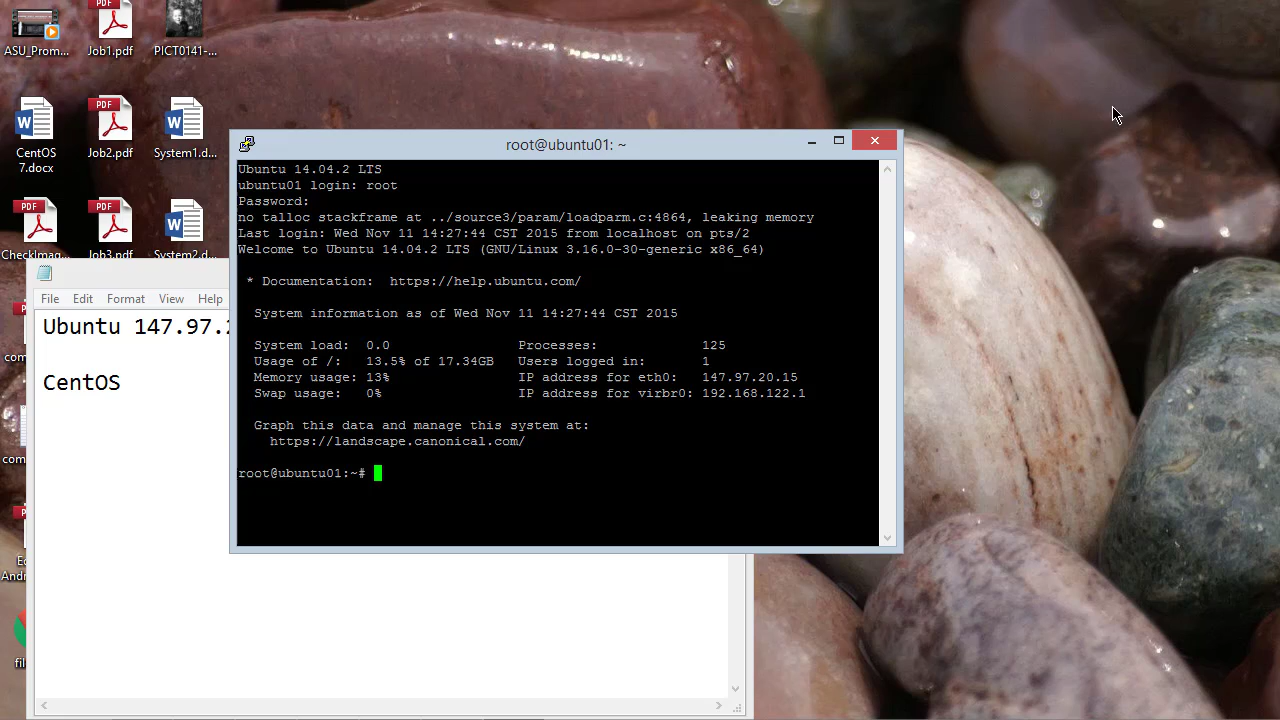 ASU_Prom...
Job1.pdf
PICT0141-...
CentOS
7.docx
Job2.pdf
System1.d...
CheckImag...
Job3.pdf
System2.d...
root@ubuntu01: ~
Ubuntu 14.04.2 LTS
ubuntu01 login: root
Password:
no talloc stackframe at ../source3/param/loadparm.c:4864, leaking memory
Last login: Wed Nov 11 14:27:44 CST 2015 from localhost on pts/2
Welcome to Ubuntu 14.04.2 LTS (GNU/Linux 3.16.0-30-generic x86_64)
* Documentation: https://help.ubuntu.com/
System information as of Wed Nov 11 14:27:44 CST 2015
System load: 0.0 Processes: 125
Usage of /: 13.5% of 17.34GB Users logged in: 1
Memory usage: 13% IP address for eth0: 147.97.20.15
Swap usage: 0% IP address for virbr0: 192.168.122.1
Graph this data and manage this system at:
https://landscape.canonical.com/
root@ubuntu01:~#
File Edit Format View Help
Ubuntu 147.97.2
CentOS
com
com
Ec
Andr
fil